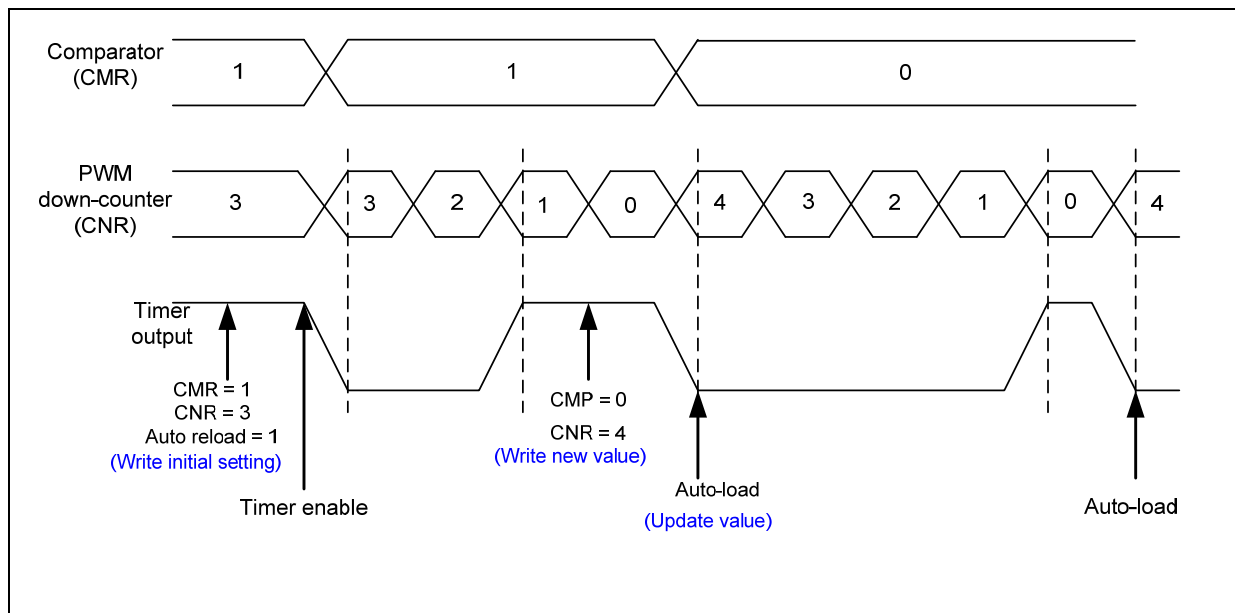 Comparator
(CMR)
1
1
0
PWM
down-counter
(CNR)
3
3
2
1
0
4
3
2
1
0
4
Timer
output
CMR = 1
CNR = 3
Auto reload = 1
(Write initial setting)
Timer enable
CMP = 0
CNR = 4
(Write new value)
Auto-load
(Update value)
Auto-load